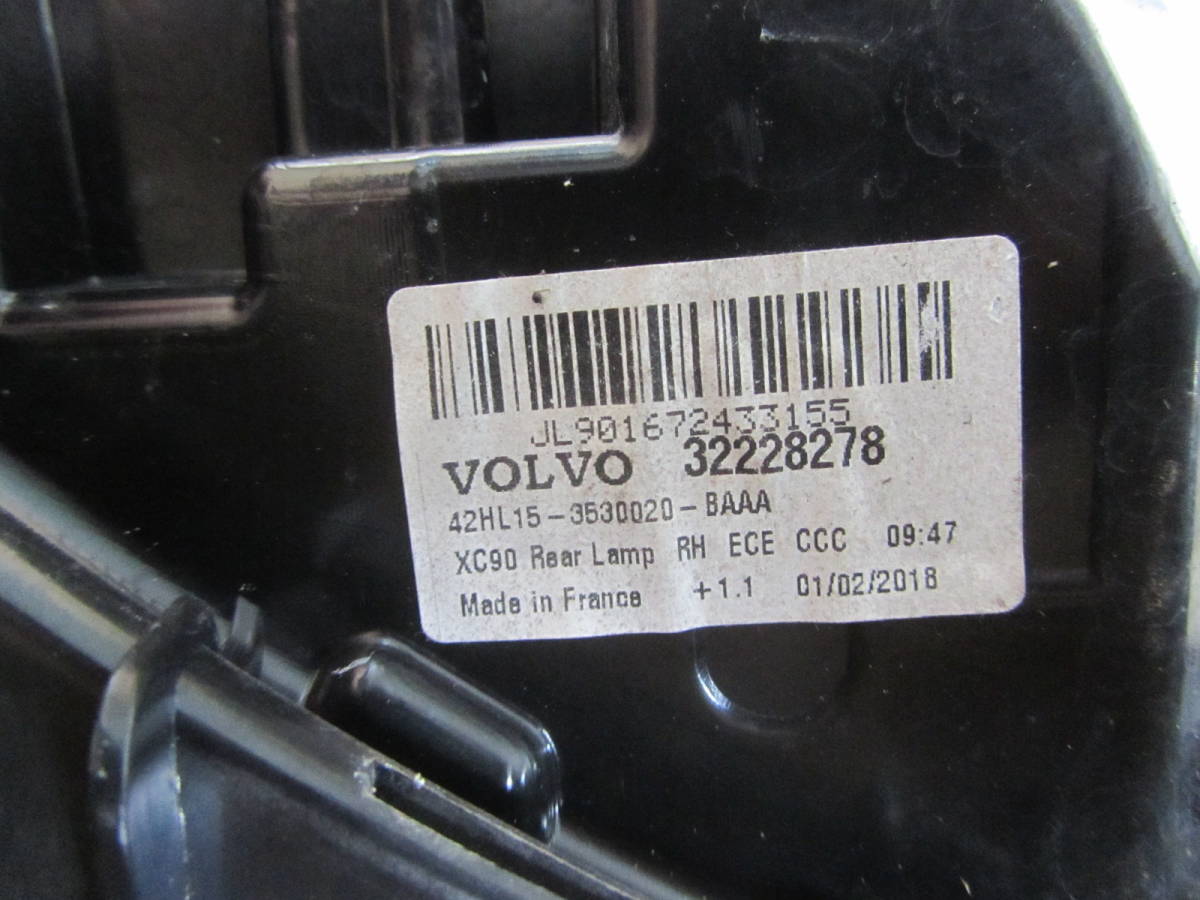 JL901672433155
VOLVO 32228278
42HL15-3530020-BAAA
XC90 Rear Lamp RH ECE CCC 09:47
Made in France +1.1 01/02/2018